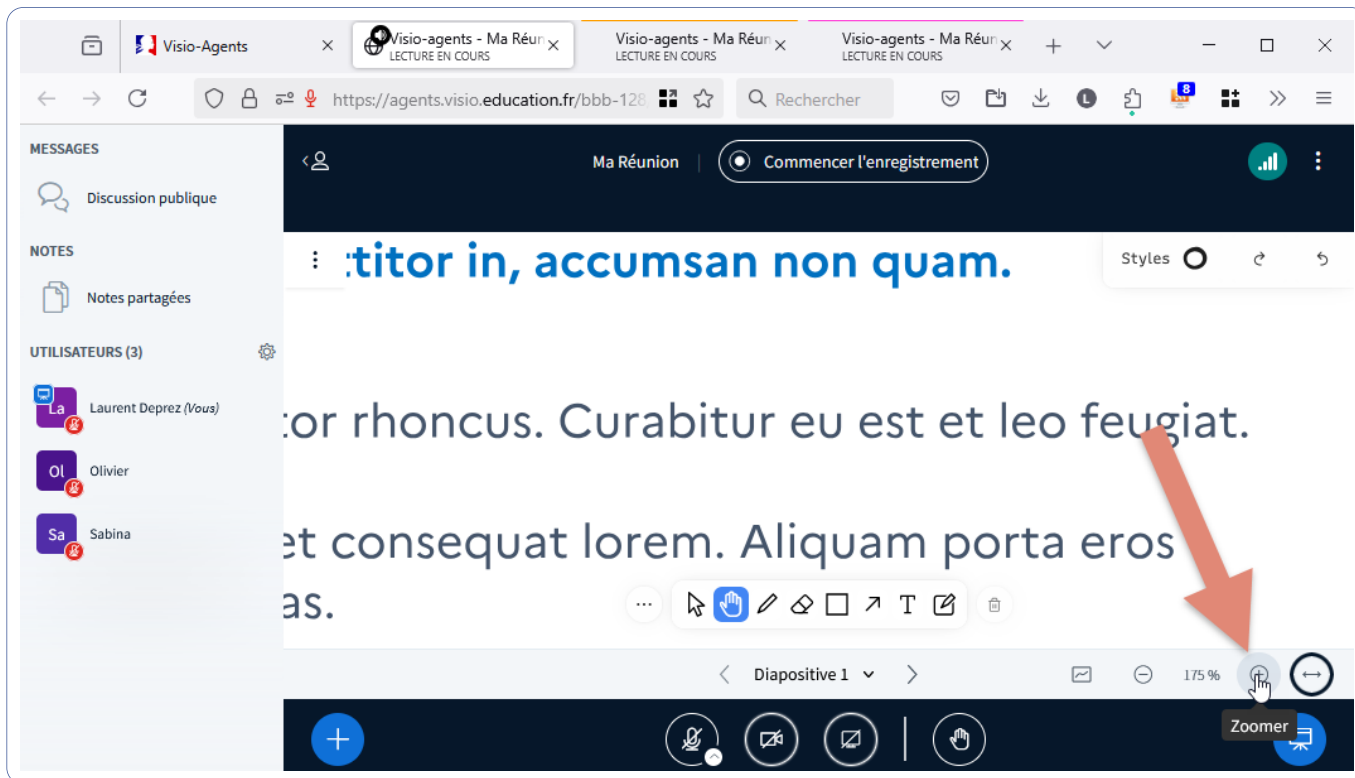 Visio-Agents
Visio-agents - Ma Réun
LECTURE EN COURS
Visio-agents - Ma Réun
LECTURE EN COURS
Visio-agents - Ma Réun
LECTURE EN COURS
https://agents.visio.education.fr/bbb-128
Rechercher
L
8
MESSAGES
Discussion publique
NOTES
Notes partagées
UTILISATEURS (3)
La
Laurent Deprez (Vous)
Ol
Olivier
Sa
Sabina
Ma Réunion
Commencer l'enregistrement
titor in, accumsan non quam.
Styles
tor rhoncus. Curabitur eu est et leo feugiat.
et consequat lorem. Aliquam porta eros
as.
T
Diapositive 1
175 %
Zoomer